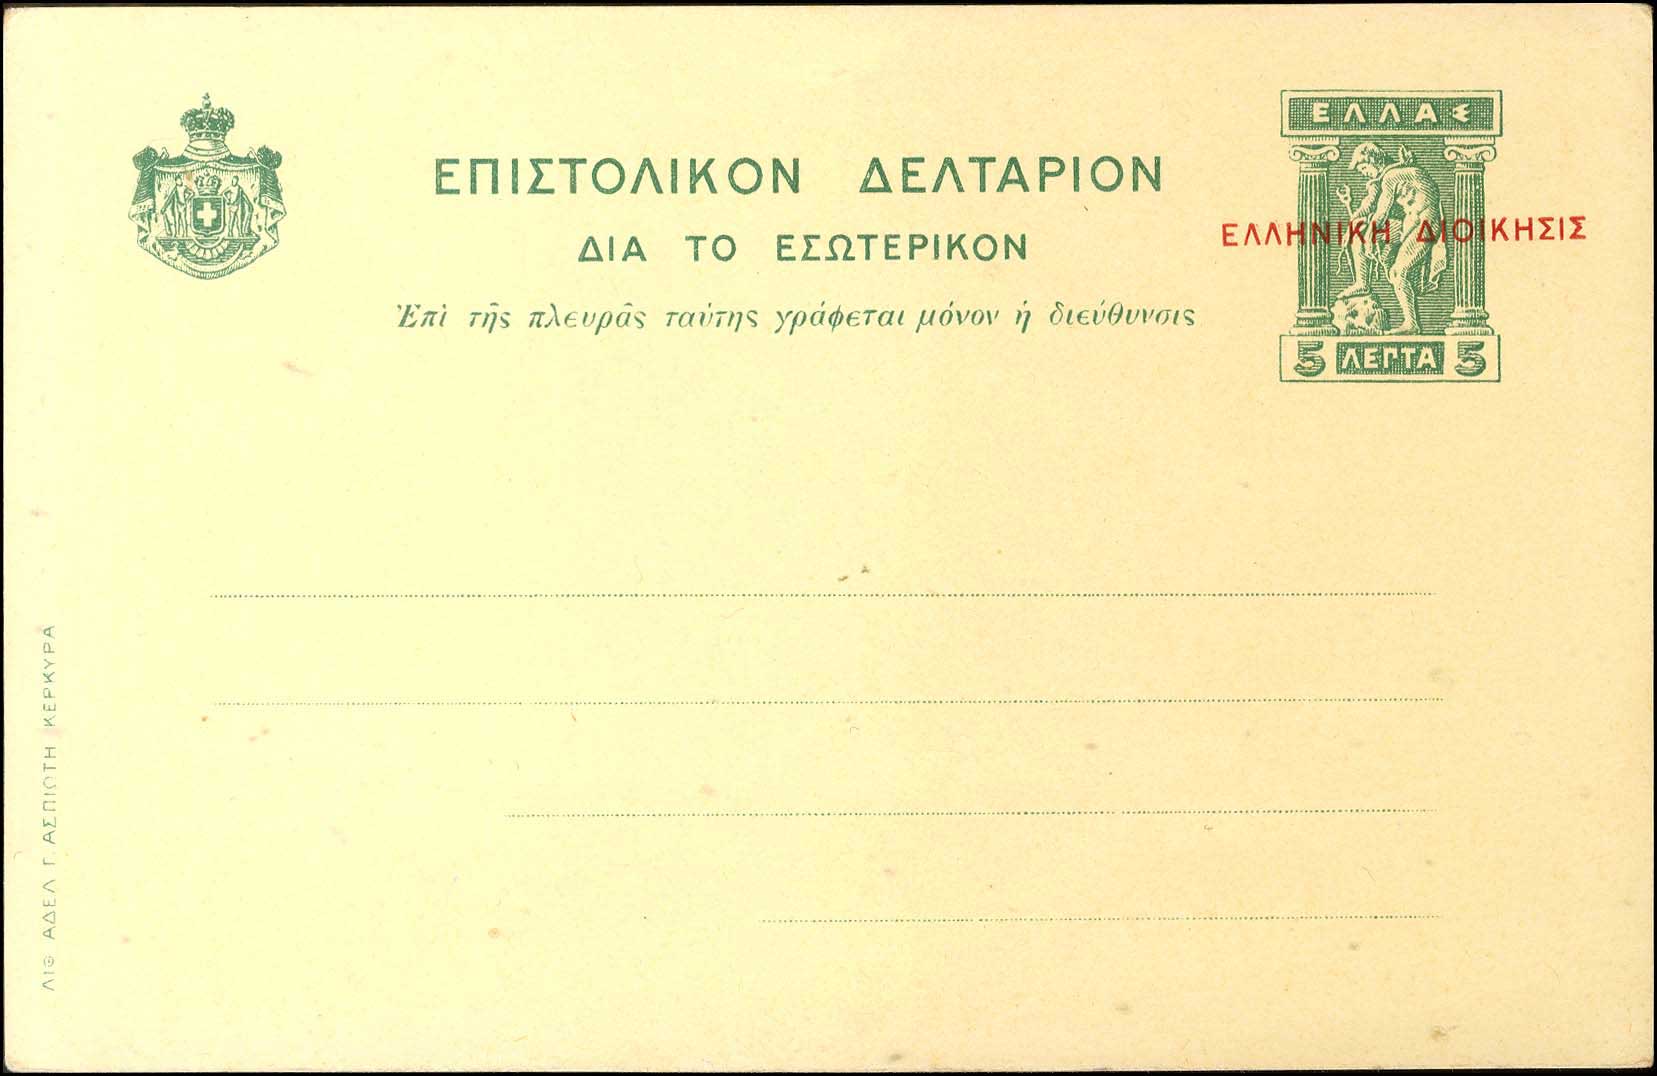 ΕΛΛΑΣ
ΕΠΙΣΤΟΛΙΚΟΝ ΔΕΛΤΑΡΙΟΝ
ΕΛΛΗΝΙΚΗ ΔΙΟΙΚΗΣΙΣ
ΔΙΑ ΤΟ ΕΣΩΤΕΡΙΚΟΝ
Ἐπὶ τῆς πλευρᾶς ταύτης γράφεται μόνον ἡ διεύθυνσις
5 ΛΕΠΤΑ 5
ΛΙΘ ΑΔΕΛ Γ. ΑΣΠΙΩΤΗ ΚΕΡΚΥΡΑ